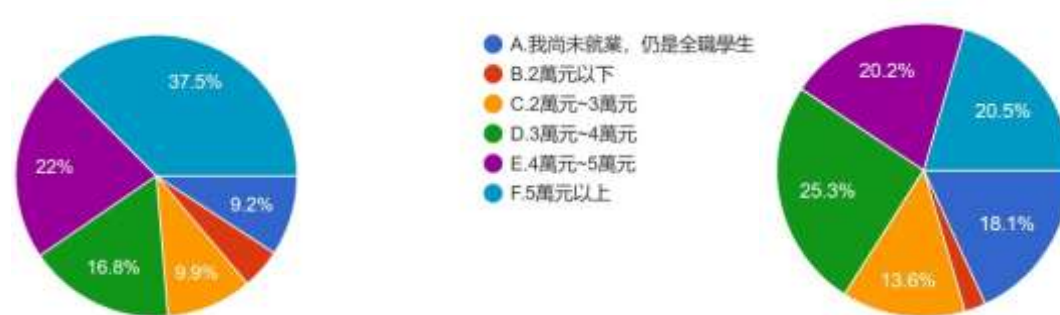 37.5%
22%
16.8%
9.9%
9.2%
A.我尚未就業，仍是全職學生
B.2萬元以下
C.2萬元~3萬元
D.3萬元~4萬元
E.4萬元~5萬元
F.5萬元以上
20.2%
20.5%
25.3%
18.1%
13.6%